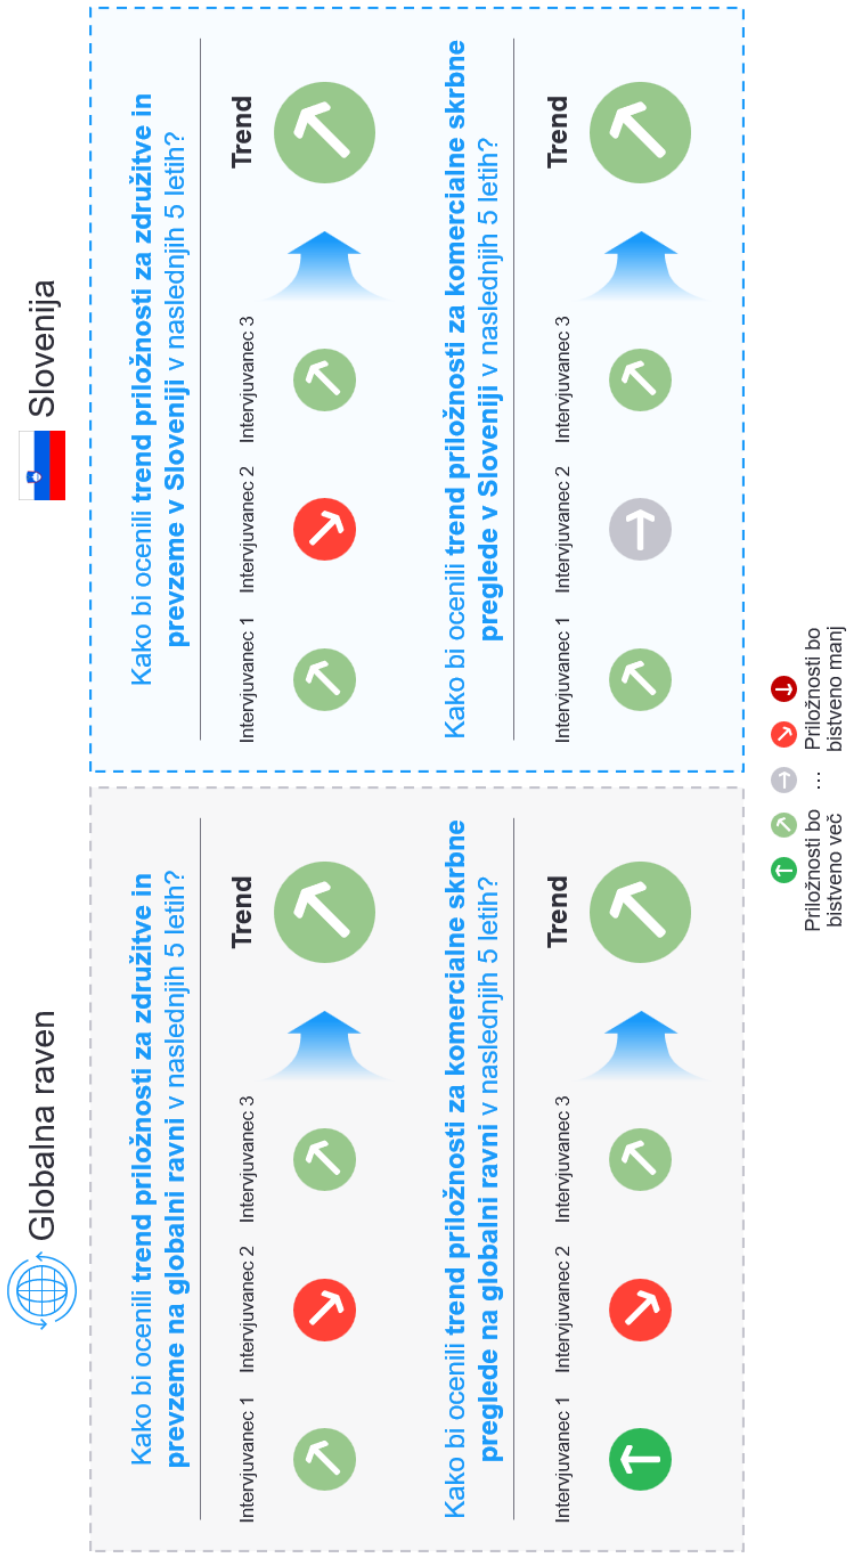 Globalna raven
Kako bi ocenili trend priložnosti za združitve in
prevzeme na globalni ravni v naslednjih 5 letih?
Intervjuvanec 1
Intervjuvanec 2
Intervjuvanec 3
Trend
Kako bi ocenili trend priložnosti za komercialne skrbne
preglede na globalni ravni v naslednjih 5 letih?
Intervjuvanec 1
Intervjuvanec 2
Intervjuvanec 3
Trend
Slovenija
Kako bi ocenili trend priložnosti za združitve in
prevzeme v Sloveniji v naslednjih 5 letih?
Intervjuvanec 1
Intervjuvanec 2
Intervjuvanec 3
Trend
Kako bi ocenili trend priložnosti za komercialne skrbne
preglede v Sloveniji v naslednjih 5 letih?
Intervjuvanec 1
Intervjuvanec 2
Intervjuvanec 3
Trend
Priložnosti bo
bistveno več
...
Priložnosti bo
bistveno manj